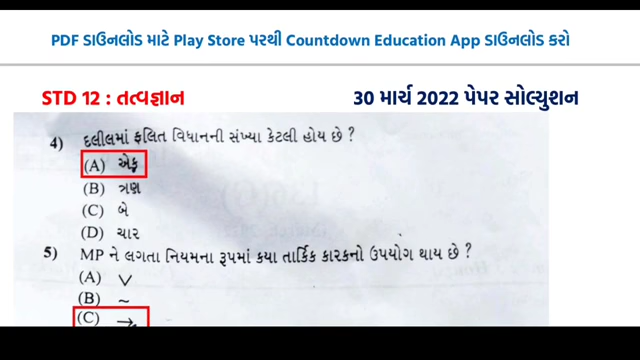 PDF ડાઉનલોડ માટે Play Store પરથી Countdown Education App ડાઉનલોડ કરો
STD 12 : તત્વજ્ઞાન
30 માર્ચ 2022 પેપર સોલ્યુશન
4) દલીલમાં ફલિત વિધાનની સંખ્યા કેટલી હોય છે ?
(A) એક
(B) ત્રણ
(C) બે
(D) ચાર
5) MP ને લગતા નિયમના રૂપમાં કયા તાર્કિક કારકનો ઉપયોગ થાય છે ?
(A) ∨
(B) ~
(C) →